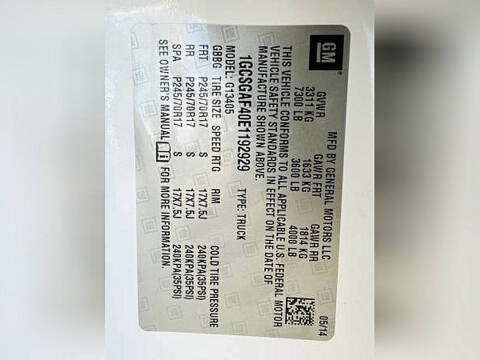 GM
MFD BY GENERAL MOTORS LLC
05/14
GVWR GAWR FRT GAWR RR
3311 KG 1633 KG 1814 KG
7300 LB 3600 LB 4000 LB
THIS VEHICLE CONFORMS TO ALL APPLICABLE U.S. FEDERAL MOTOR
VEHICLE SAFETY STANDARDS IN EFFECT ON THE DATE OF
MANUFACTURE SHOWN ABOVE.
1GCSGAF40E1192929 TYPE: TRUCK
MODEL: G13405
GBBG TIRE SIZE SPEED RTG RIM COLD TIRE PRESSURE
FRT P245/70R17 S 17X7.5J 240KPA(35PSI)
RR P245/70R17 S 17X7.5J 240KPA(35PSI)
SPA P245/70R17 S 17X7.5J 240KPA(35PSI)
SEE OWNER'S MANUAL FOR MORE INFORMATION.